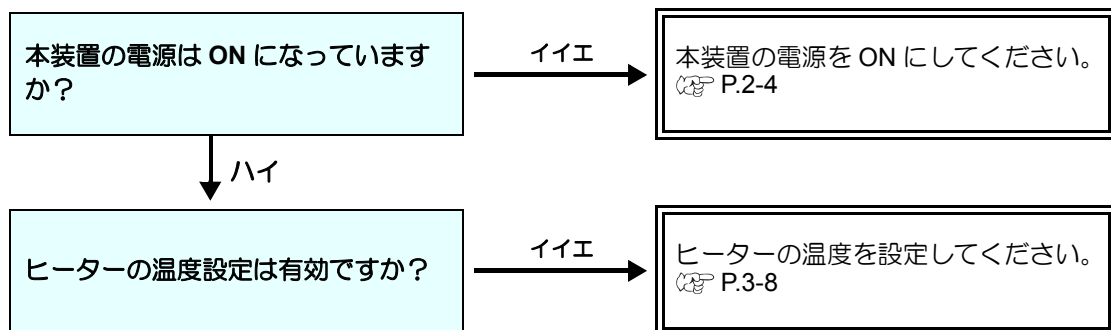 本装置の電源は ON になっています
か？
イイエ
本装置の電源を ON にしてください。
☞ P.2-4
ハイ
ヒーターの温度設定は有効ですか？
イイエ
ヒーターの温度を設定してください。
☞ P.3-8